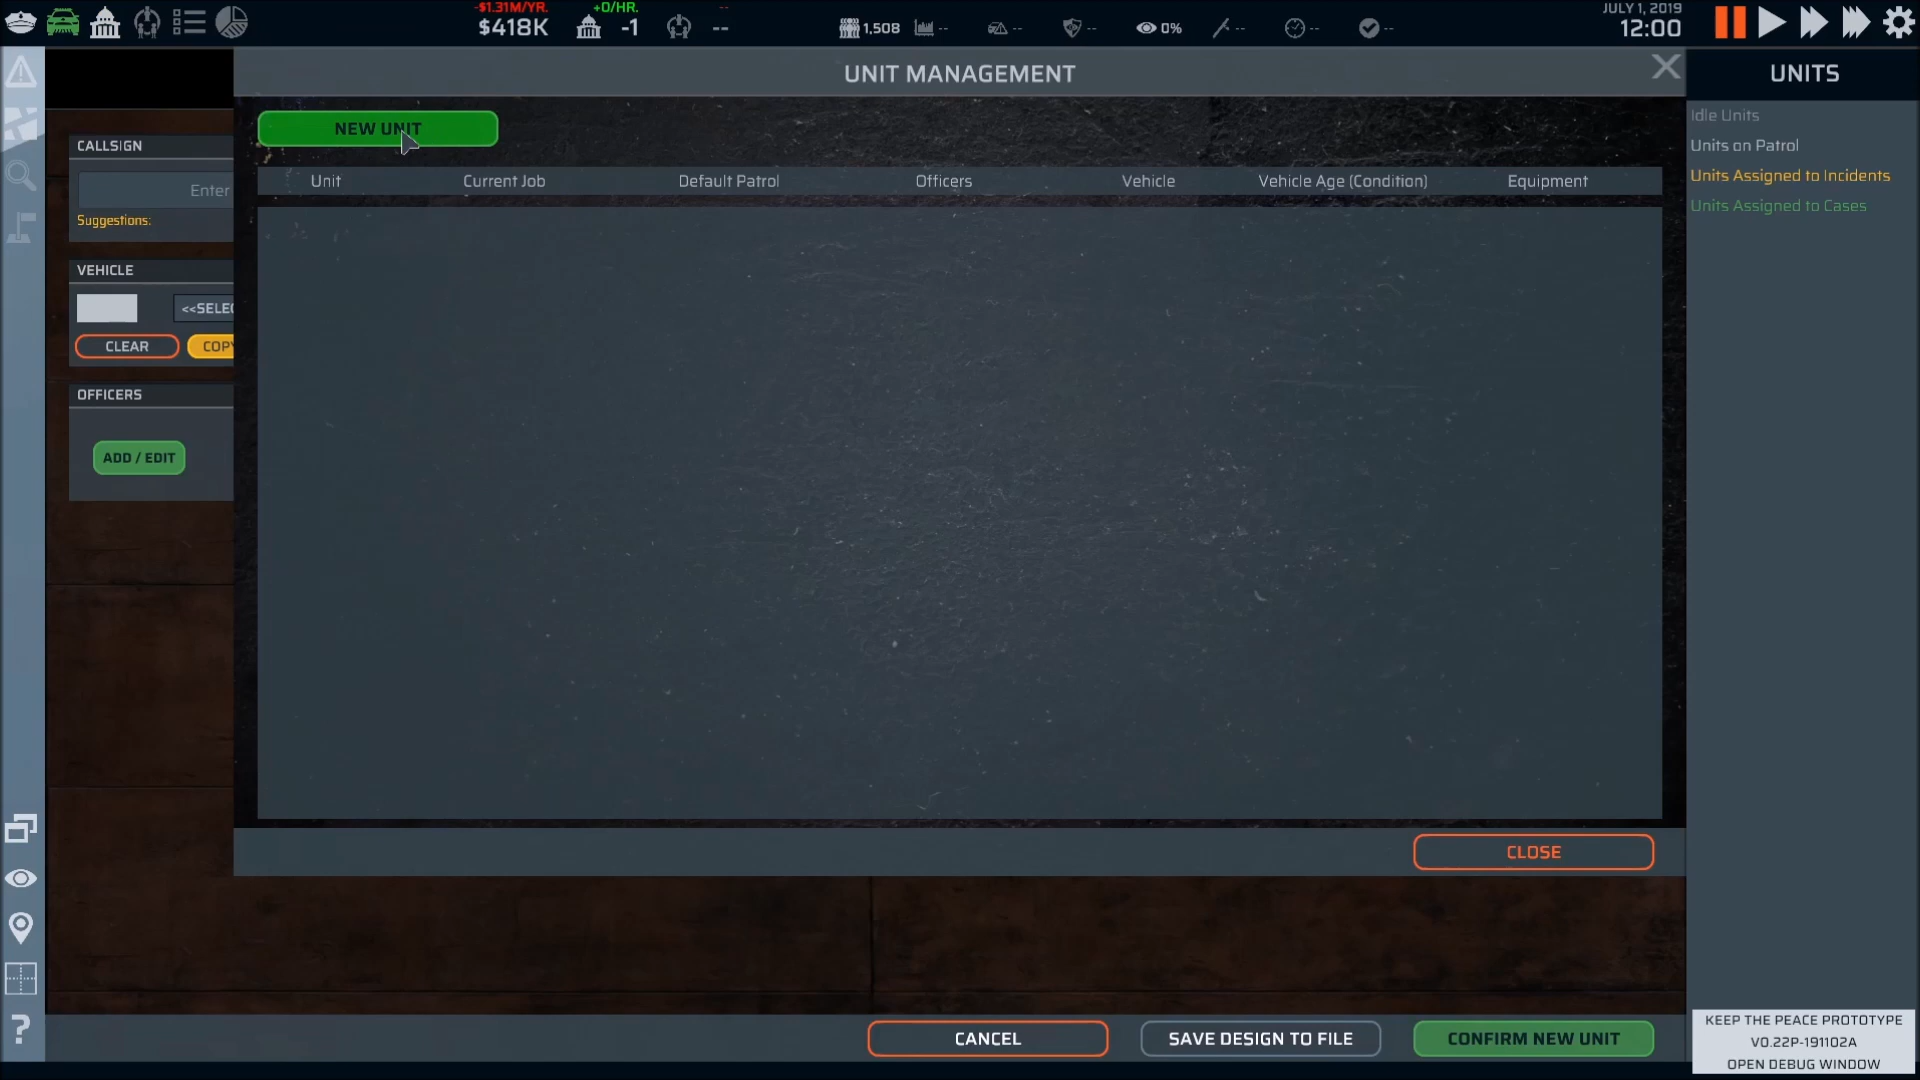 -$1.31M/YR.
$418K
+0/HR.
-1
--
--
1,508
--
--
--
0%
--
--
--
JULY 1, 2019
12:00
UNIT MANAGEMENT
UNITS
NEW UNIT
Idle Units
Units on Patrol
Units Assigned to Incidents
Units Assigned to Cases
Unit
Current Job
Default Patrol
Officers
Vehicle
Vehicle Age (Condition)
Equipment
CALLSIGN
Enter
Suggestions:
VEHICLE
<<SELEC
CLEAR
COPY
OFFICERS
ADD / EDIT
CLOSE
?
CANCEL
SAVE DESIGN TO FILE
CONFIRM NEW UNIT
KEEP THE PEACE PROTOTYPE
V0.22P-191102A
OPEN DEBUG WINDOW